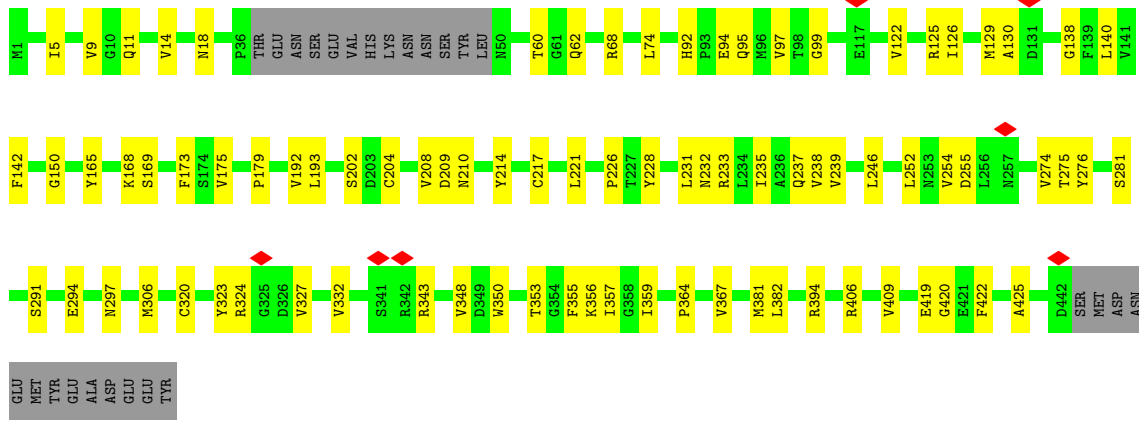 M1 I5 V9 G10 Q11 V14 N18 P36 THR GLU ASN SER GLU VAL HIS LYS ASN ASN SER TYR LEU N50 T60 G61 Q62 R68 L74 H92 P93 E94 Q95 M96 V97 T98 G99 E117 V122 R125 I126 M129 A130 D131 G138 F139 L140 V141
F142 G150 Y165 K168 S169 F173 S174 V175 P179 V192 L193 S202 D203 C204 V208 D209 N210 Y214 C217 L221 P226 T227 Y228 L231 N232 R233 L234 I235 A236 Q237 V238 V239 L246 L252 N253 V254 D255 L256 N257 V274 T275 Y276 S281
S291 E294 N297 M306 C320 Y323 R324 G325 D326 V327 V332 S341 R342 R343 V348 D349 W350 T353 G354 F355 K356 I357 G358 I359 P364 V367 M381 L382 R394 R406 V409 E419 G420 E421 F422 A425 D442 SER MET ASP ASN
GLU MET TYR GLU ALA ASP GLU GLU TYR